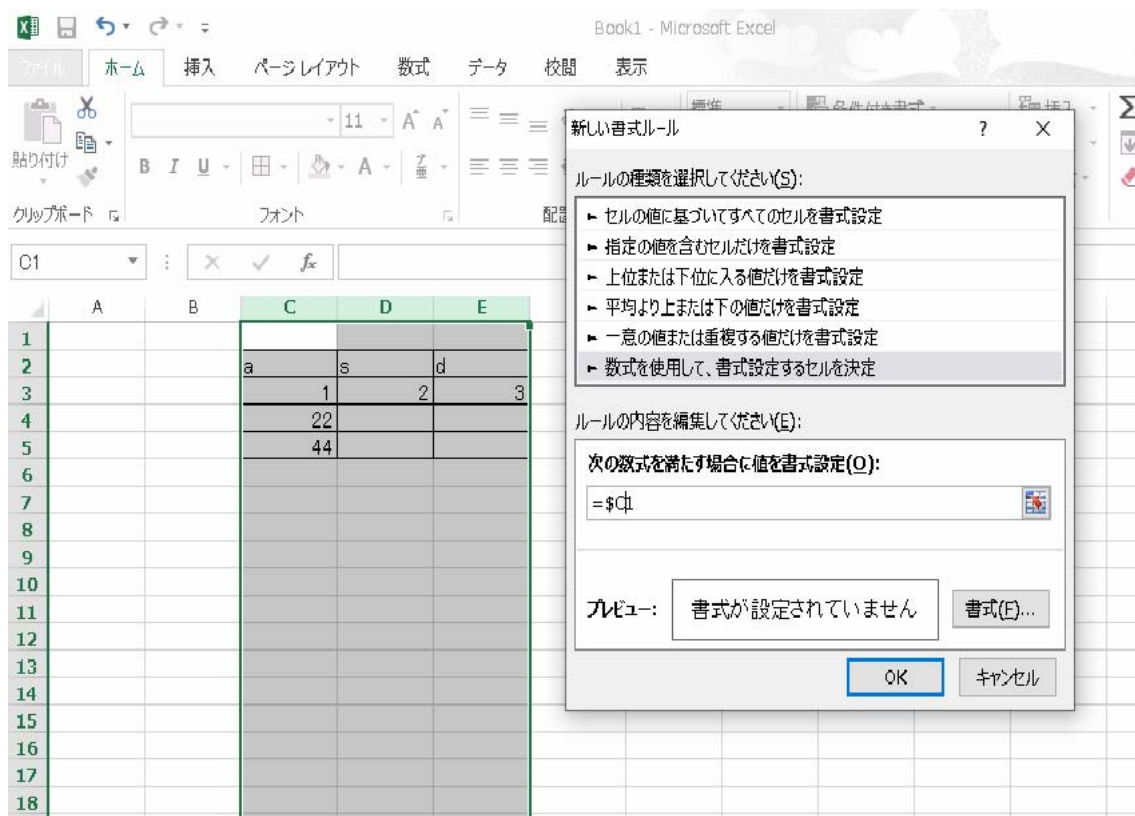 Book1 - Microsoft Excel
ファイル ホーム 挿入 ページ レイアウト 数式 データ 校閲 表示
11
貼り付け
B I U A
クリップボード フォント
C1 fx
A B C D E
1
2 a s d
3 1 2 3
4 22
5 44
6
7
8
9
10
11
12
13
14
15
16
17
18
新しい書式ルール ? ×
ルールの種類を選択してください(S):
► セルの値に基づいてすべてのセルを書式設定
► 指定の値を含むセルだけを書式設定
► 上位または下位に入る値だけを書式設定
► 平均より上または下の値だけを書式設定
► 一意の値または重複する値だけを書式設定
► 数式を使用して、書式設定するセルを決定
ルールの内容を編集してください(E):
次の数式を満たす場合に値を書式設定(O):
=$C1
プレビュー: 書式が設定されていません 書式(F)...
OK キャンセル